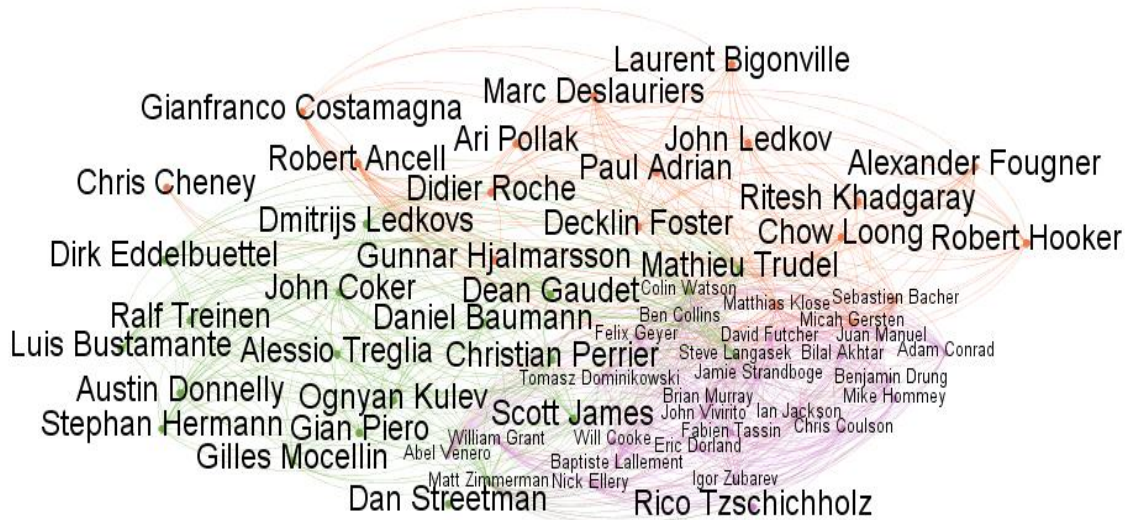 Laurent Bigonville
Marc Deslauriers
Gianfranco Costamagna
Ari Pollak
John Ledkov
Robert Ancell
Paul Adrian
Alexander Fougner
Chris Cheney
Didier Roche
Ritesh Khadgaray
Dmitrijs Ledkovs
Decklin Foster
Chow Loong
Robert Hooker
Dirk Eddelbuettel
Gunnar Hjalmarsson
Mathieu Trudel
John Coker
Dean Gaudet
Colin Watson
Matthias Klose
Sebastien Bacher
Ralf Treinen
Daniel Baumann
Ben Collins
Micah Gersten
Felix Geyer
David Futcher
Juan Manuel
Luis Bustamante
Alessio Treglia
Christian Perrier
Steve Langasek
Bilal Akhtar
Adam Conrad
Tomasz Dominikowski
Jamie Strandboge
Benjamin Drung
Austin Donnelly
Ognyan Kulev
Brian Murray
Mike Hommey
Scott James
John Vivirito
Ian Jackson
Stephan Hermann
Gian Piero
Fabien Tassin
Chris Coulson
William Grant
Will Cooke
Eric Dorland
Gilles Mocellin
Abel Venero
Baptiste Lallement
Matt Zimmerman
Nick Ellery
Igor Zubarev
Dan Streetman
Rico Tzschichholz